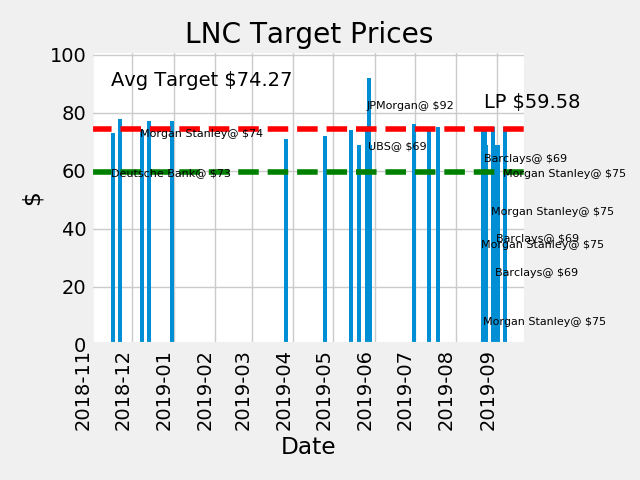 LNC Target Prices
100
Avg Target $74.27
LP $59.58
JPMorgan@ $92
80
Morgan Stanley@ $74
UBS@ $69
Barclays@ $69
60
Deutsche Bank@ $73
Morgan Stanley@ $75
$
Morgan Stanley@ $75
40
Barclays@ $69
Morgan Stanley@ $75
Barclays@ $69
20
Morgan Stanley@ $75
0
2018-11
2018-12
2019-01
2019-02
2019-03
2019-04
2019-05
2019-06
2019-07
2019-08
2019-09
Date